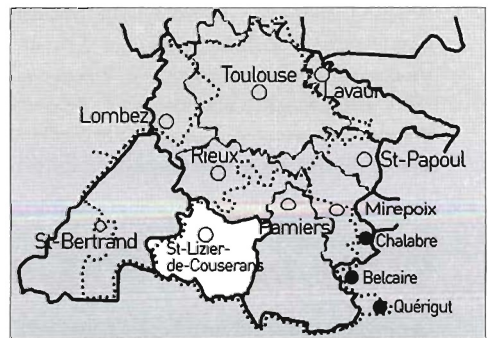 Toulouse
Lavaur
Lombez
Rieux
St-Papoul
Mirepoix
Pamiers
St-Bertrand
St-Lizier-
de-Couserans
Chalabre
Belcaire
Quérigut